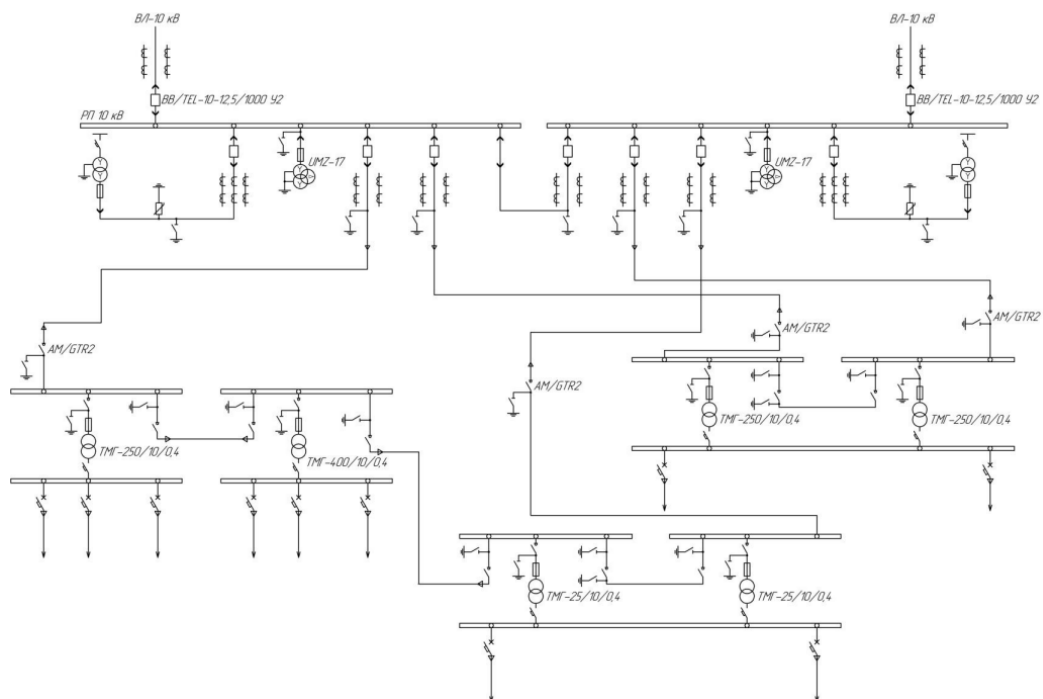 ВЛ-10 кВ
ВЛ-10 кВ
ВВ/TEL-10-12,5/1000 У2
ВВ/TEL-10-12,5/1000 У2
РП 10 кВ
UMZ-17
UMZ-17
AM/GTR2
AM/GTR2
AM/GTR2
AM/GTR2
ТМГ-250/10/0,4
ТМГ-250/10/0,4
ТМГ-250/10/0,4
ТМГ-400/10/0,4
ТМГ-25/10/0,4
ТМГ-25/10/0,4